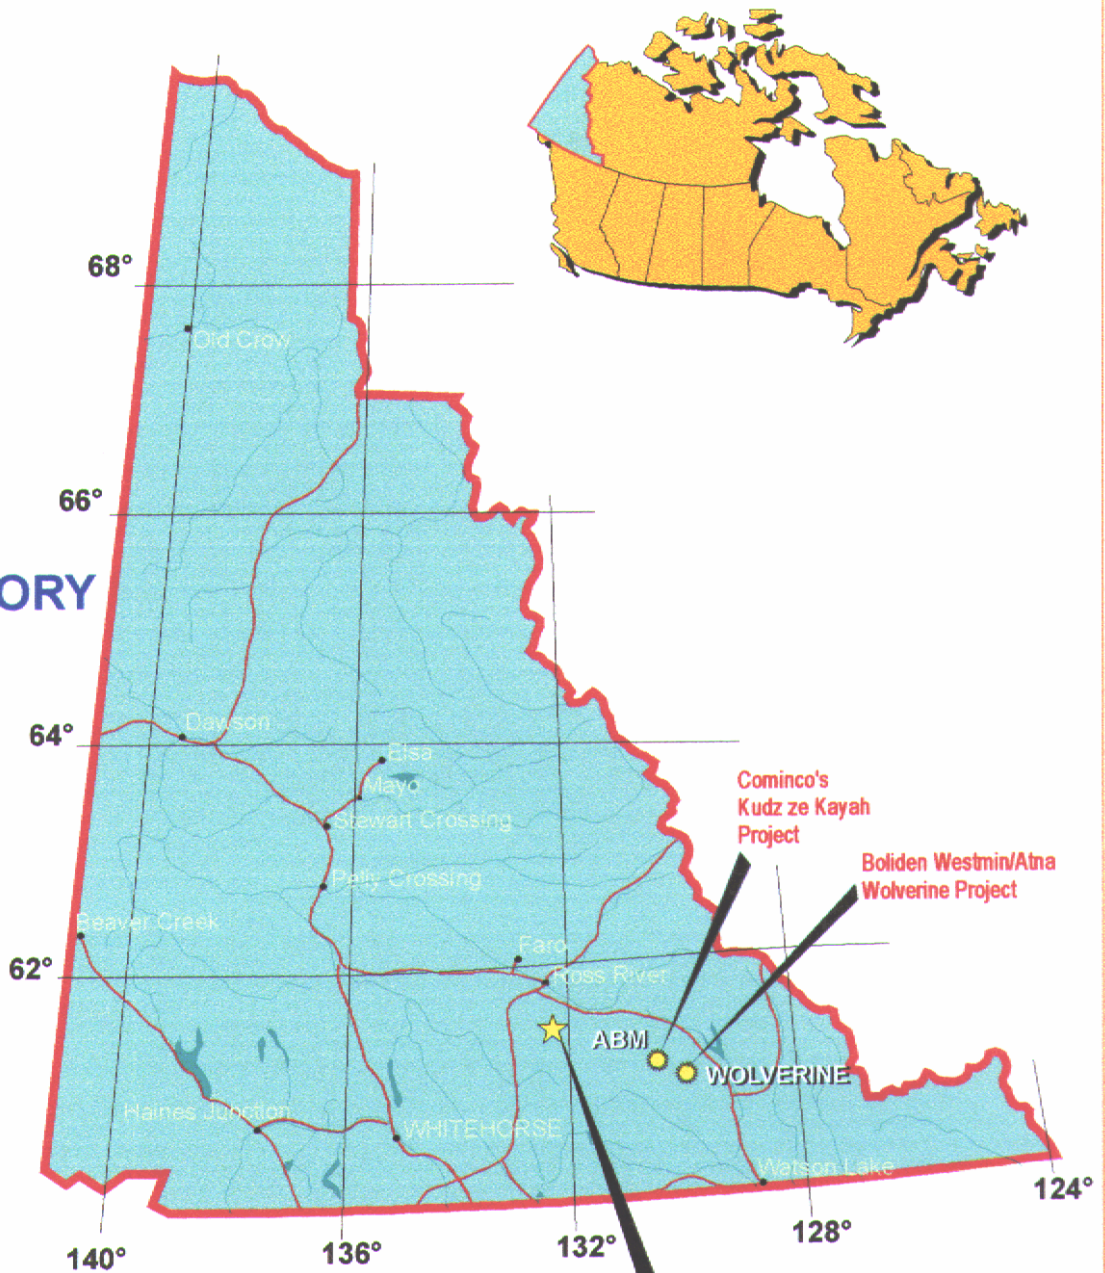 68°
Old Crow
66°
ORY
Dawson
64°
Elsa
Mayo
Stewart Crossing
Cominco's
Kudz ze Kayah
Project
Boliden Westmin/Atna
Wolverine Project
Pelly Crossing
Beaver Creek
Faro
62°
Ross River
ABM
WOLVERINE
Haines Junction
WHITEHORSE
Watson Lake
124°
128°
132°
136°
140°